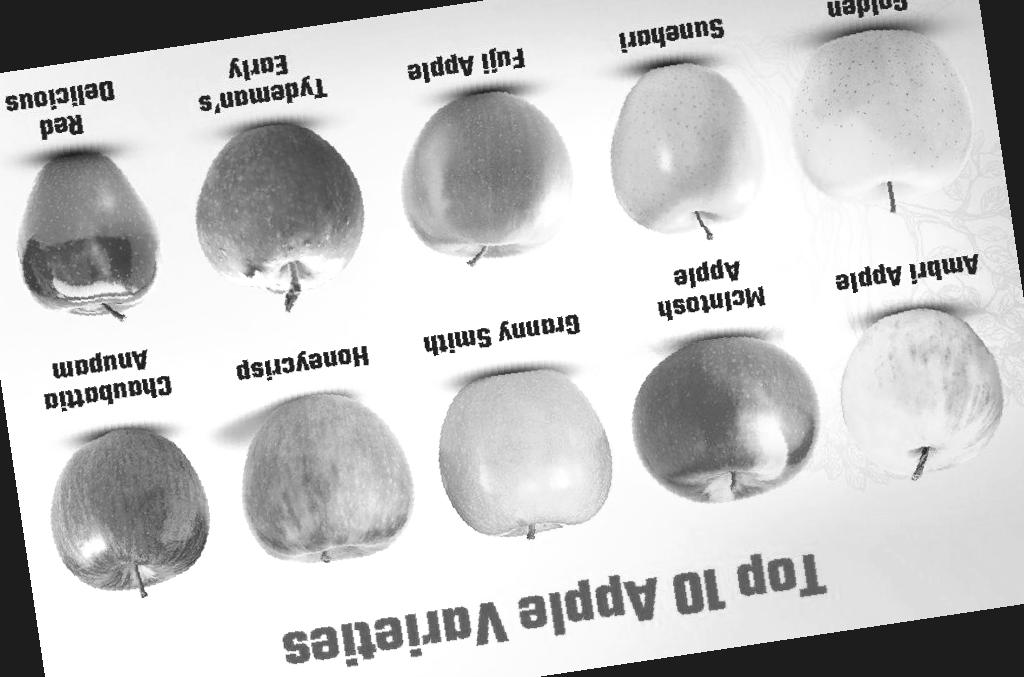 Top 10 Apple Varieties
Ambri Apple
McIntosh
Apple
Granny Smith
Honeycrisp
Chaubattia
Anupam
Golden
Sunehari
Fuji Apple
Tydeman's
Early
Red
Delicious